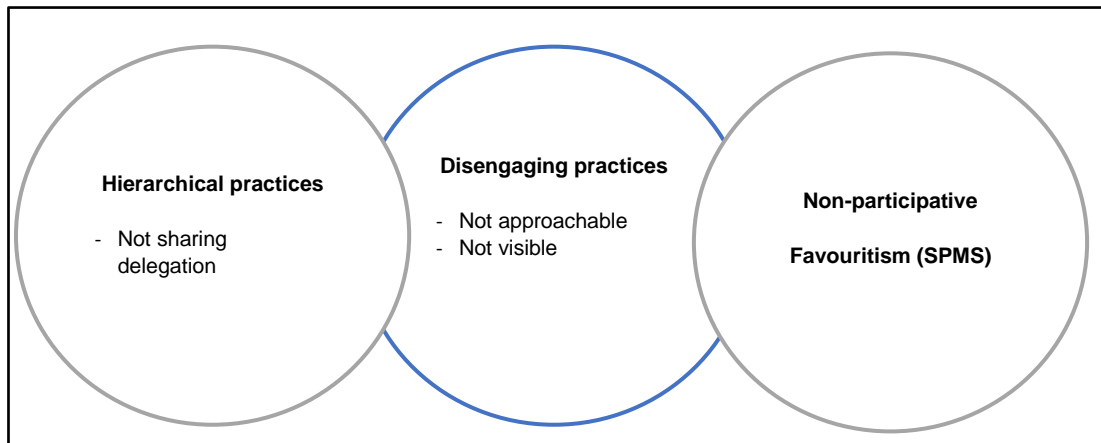 Hierarchical practices
- Not sharing
delegation
Disengaging practices
- Not approachable
- Not visible
Non-participative
Favouritism (SPMS)